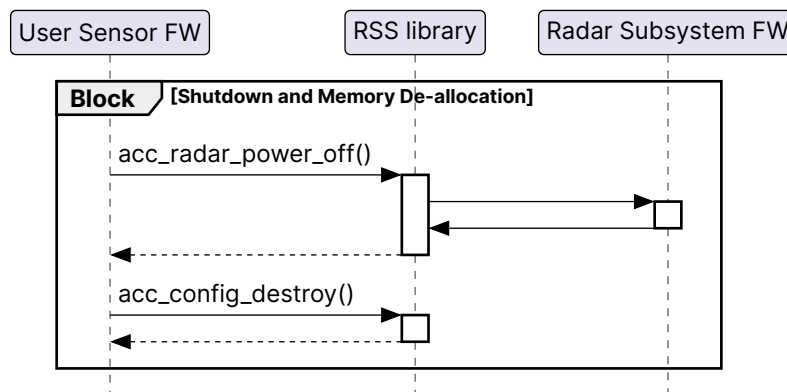 User Sensor FW
RSS library
Radar Subsystem FW
Block
[Shutdown and Memory De-allocation]
acc_radar_power_off()
acc_config_destroy()